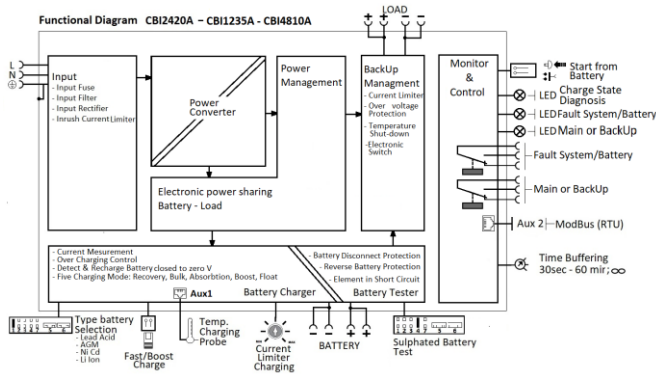 Functional Diagram CBI2420A – CBI1235A - CBI4810A
LOAD
+ + - -
L
N
Input
- Input Fuse
- Input Filter
- Input Rectifier
- Inrush CurrentLimiter
Power
Converter
Power
Management
BackUp
Managment
- Current Limiter
- Over voltage
Protection
- Temperature
Shut-down
-Electronic
Switch
Monitor
&
Control
Start from
Battery
LED Charge State
Diagnosis
LED Fault System/Battery
LED Main or BackUp
Fault System/Battery
Main or BackUp
Aux 2 ModBus (RTU)
Time Buffering
30sec - 60 mir; ∞
Electronic power sharing
Battery - Load
- Current Mesurement
- Over Charging Control
- Detect & Recharge Battery closed to zero V
- Five Charging Mode: Recovery, Bulk, Absorbtion, Boost, Float
Aux1
Battery Charger
- Battery Disconnect Protection
- Reverse Battery Protection
- Element in Short Circuit
Battery Tester
Type battery
Selection
- Lead Acid
- AGM
- Ni Cd
- Li Ion
Fast/Boost
Charge
Temp.
Charging
Probe
Current
Limiter
Charging
- - + +
BATTERY
Sulphated Battery
Test